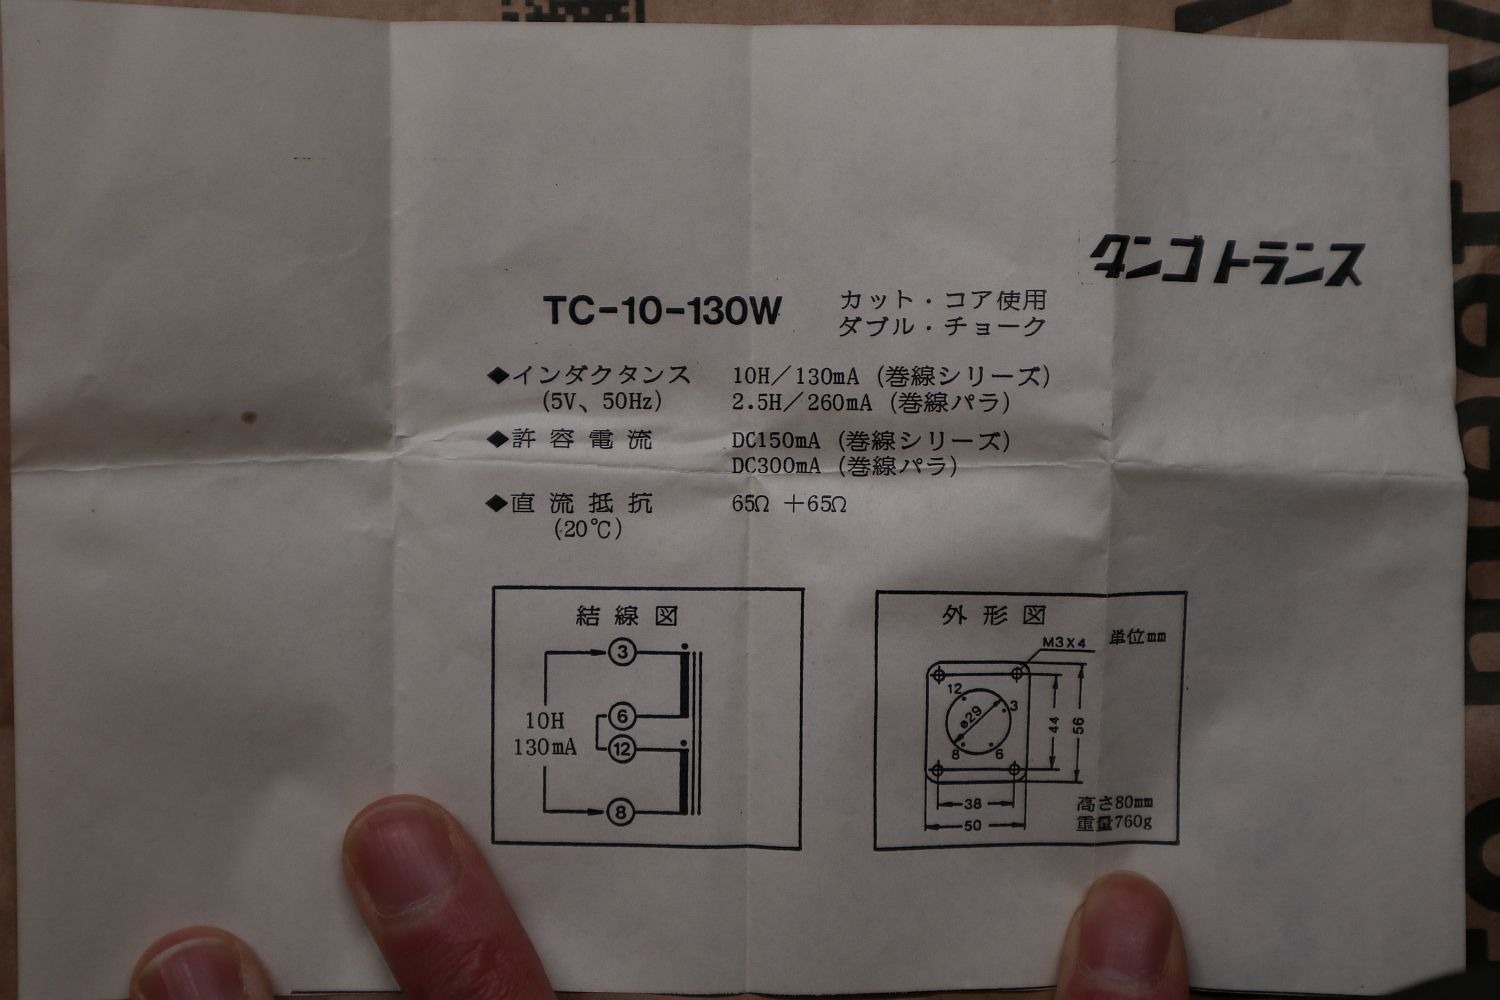 タンゴトランス
TC-10-130W
カット・コア使用
ダブル・チョーク
◆インダクタンス 10H/130mA (巻線シリーズ)
(5V、50Hz) 2.5H/260mA (巻線パラ)
◆許容電流 DC150mA (巻線シリーズ)
DC300mA (巻線パラ)
◆直流抵抗 65Ω +65Ω
(20℃)
結線図
3
6
10H
130mA
12
8
外形図
単位mm
M3X4
12
3
ø29
8
6
44
56
38
50
高さ80mm
重量760g